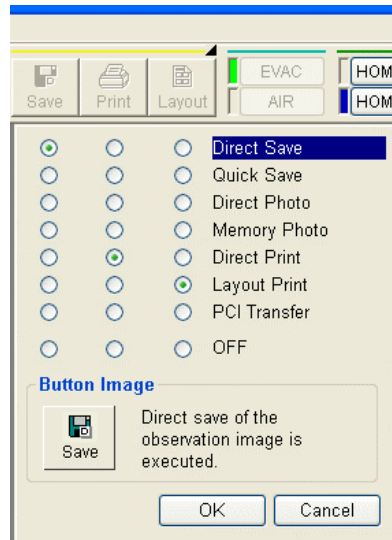 EVAC
HOM
Save
Print
Layout
AIR
HOM
Direct Save
Quick Save
Direct Photo
Memory Photo
Direct Print
Layout Print
PCI Transfer
OFF
Button Image
Direct save of the
observation image is
executed.
Save
OK
Cancel